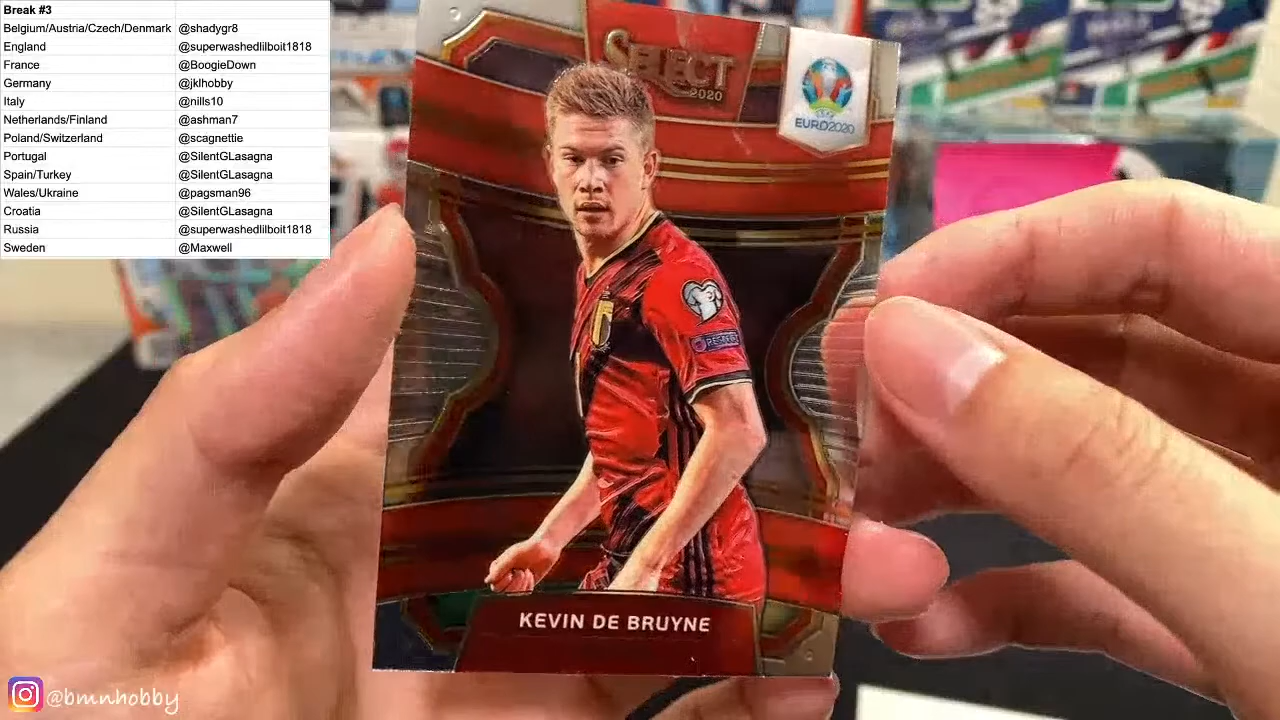 Break #3
Belgium/Austria/Czech/Denmark @shadygr8
England @superwashedlilboit1818
France @BoogieDown
Germany @jklhobby
Italy @nills10
Netherlands/Finland @ashman7
Poland/Switzerland @scagnettie
Portugal @SilentGLasagna
Spain/Turkey @SilentGLasagna
Wales/Ukraine @pagsman96
Croatia @SilentGLasagna
Russia @superwashedlilboit1818
Sweden @Maxwell
SELECT
2020
UEFA
EURO2020
RESPECT
KEVIN DE BRUYNE
@bmnhobby